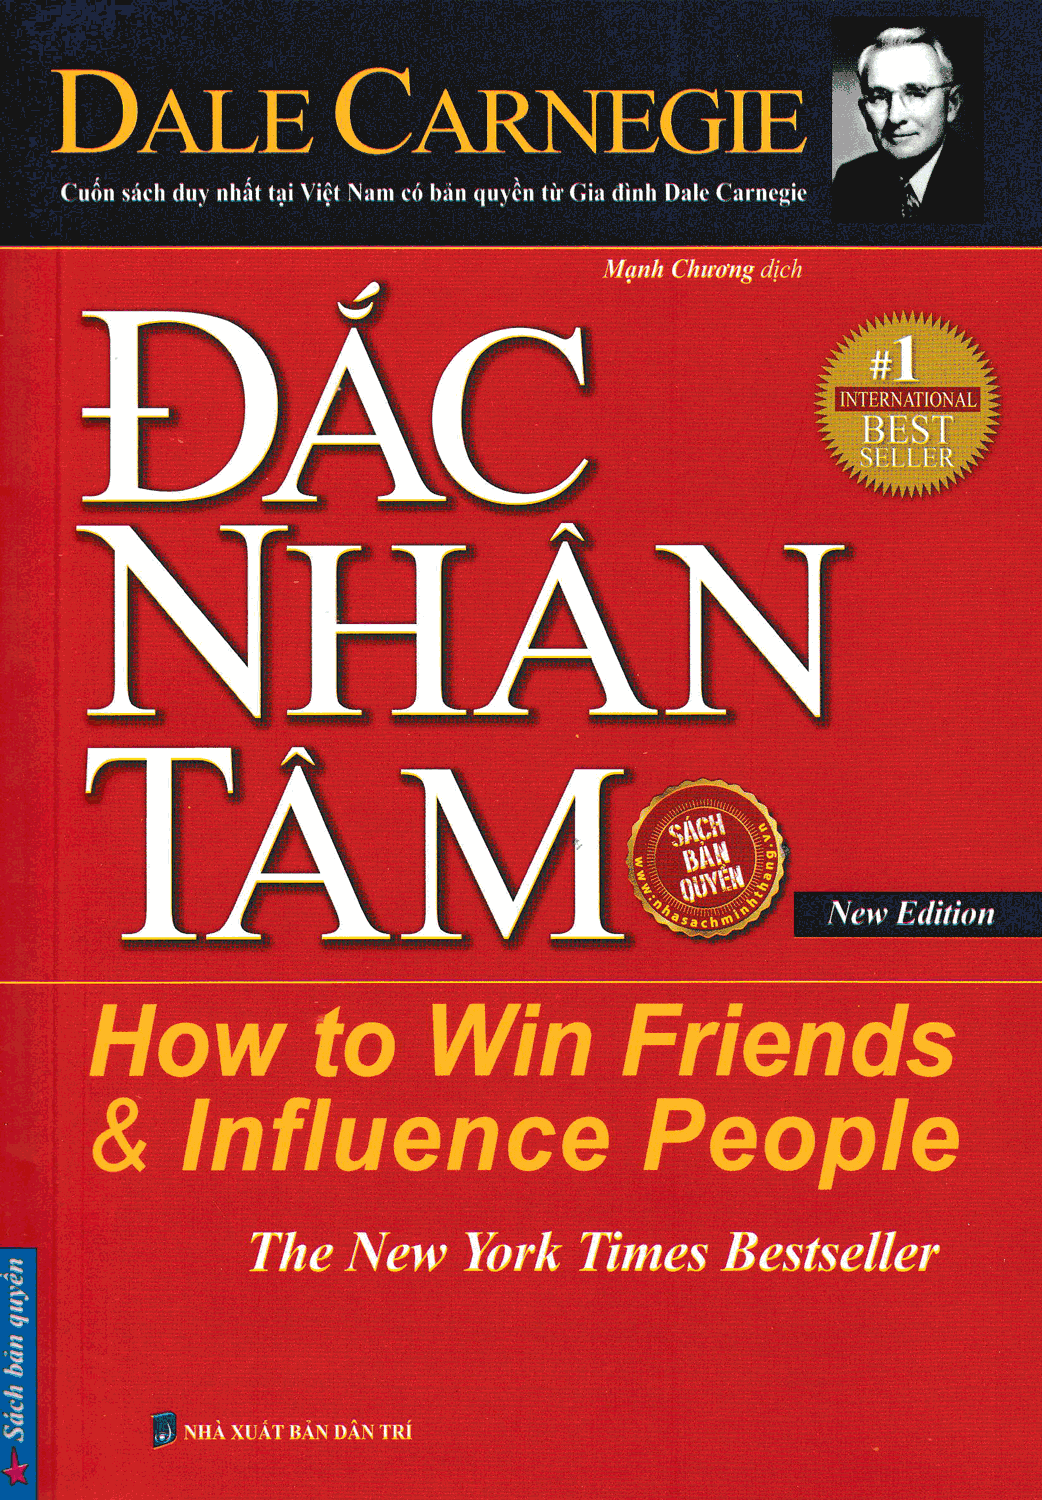 DALE CARNEGIE
Cuốn sách duy nhất tại Việt Nam có bản quyền từ Gia đình Dale Carnegie
Mạnh Chương dịch
ĐẮC
NHÂN
TÂM
#1
INTERNATIONAL
BEST
SELLER
SÁCH
BẢN
QUYỀN
www.nhasachminhthang.vn
New Edition
How to Win Friends
& Influence People
The New York Times Bestseller
Sách bản quyền
NHÀ XUẤT BẢN DÂN TRÍ